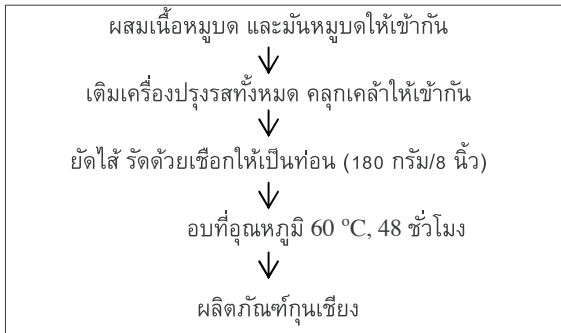 ผสมเนื้อหมูบด และมันหมูบดให้เข้ากัน
เติมเครื่องปรุงรสทั้งหมด คลุกเคล้าให้เข้ากัน
ยัดไส้ รัดด้วยเชือกให้เป็นท่อน (180 กรัม/8 นิ้ว)
อบที่อุณหภูมิ 60 °C, 48 ชั่วโมง
ผลิตภัณฑ์กุนเชียง